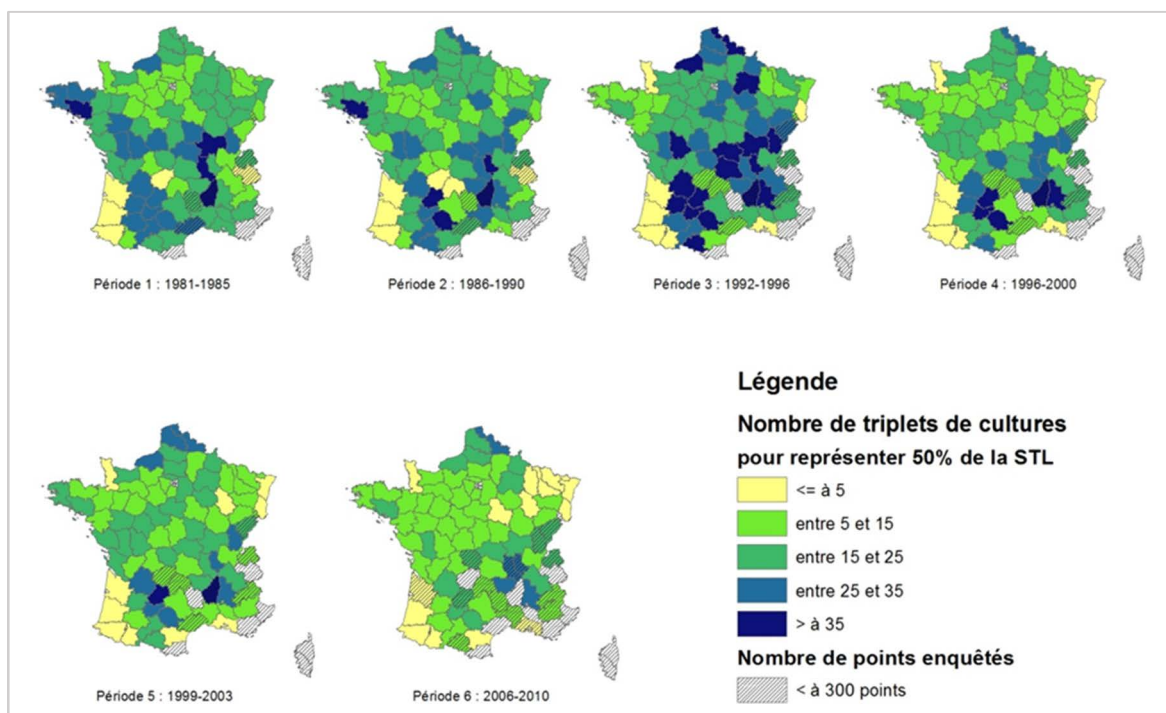 Période 1 : 1981-1985
Période 2 : 1986-1990
Période 3 : 1992-1996
Période 4 : 1996-2000
Période 5 : 1999-2003
Période 6 : 2006-2010
Légende
Nombre de triplets de cultures
pour représenter 50% de la STL
<= à 5
entre 5 et 15
entre 15 et 25
entre 25 et 35
> à 35
Nombre de points enquêtés
< à 300 points